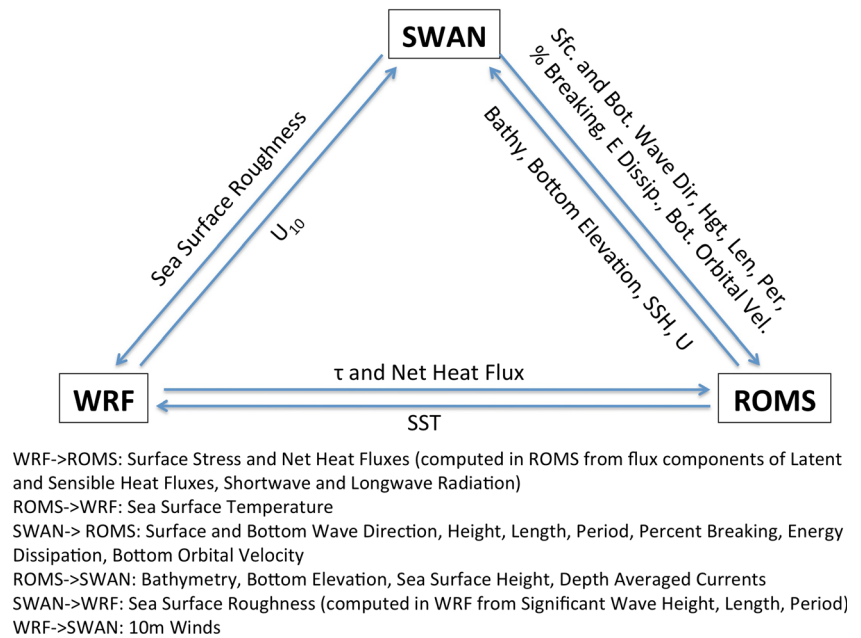 SWAN
Sfc. and Bot. Wave Dir, Hgt, Len, Per,
% Breaking, E Dissip., Bot. Orbital Vel.
Bathy, Bottom Elevation, SSH, U
Sea Surface Roughness
U₁₀
τ and Net Heat Flux
WRF
ROMS
SST
WRF->ROMS: Surface Stress and Net Heat Fluxes (computed in ROMS from flux components of Latent
and Sensible Heat Fluxes, Shortwave and Longwave Radiation)
ROMS->WRF: Sea Surface Temperature
SWAN-> ROMS: Surface and Bottom Wave Direction, Height, Length, Period, Percent Breaking, Energy
Dissipation, Bottom Orbital Velocity
ROMS->SWAN: Bathymetry, Bottom Elevation, Sea Surface Height, Depth Averaged Currents
SWAN->WRF: Sea Surface Roughness (computed in WRF from Significant Wave Height, Length, Period)
WRF->SWAN: 10m Winds